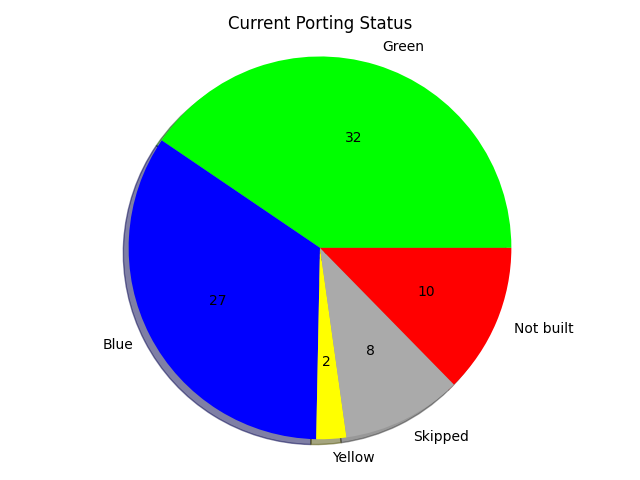 Current Porting Status
Green
32
27
10
Not built
Blue
8
2
Skipped
Yellow